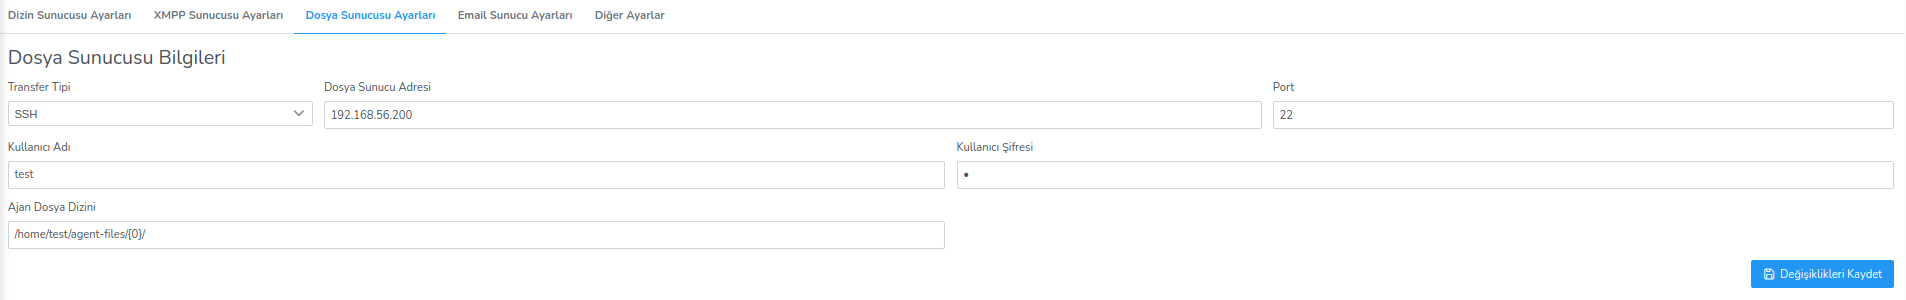 Dizin Sunucusu Ayarları XMPP Sunucusu Ayarları Dosya Sunucusu Ayarları Email Sunucu Ayarları Diğer Ayarlar
Dosya Sunucusu Bilgileri
Transfer Tipi Dosya Sunucu Adresi Port
SSH 192.168.56.200 22
Kullanıcı Adı Kullanıcı Şifresi
test •
Ajan Dosya Dizini
/home/test/agent-files/{0}/
Değişiklikleri Kaydet